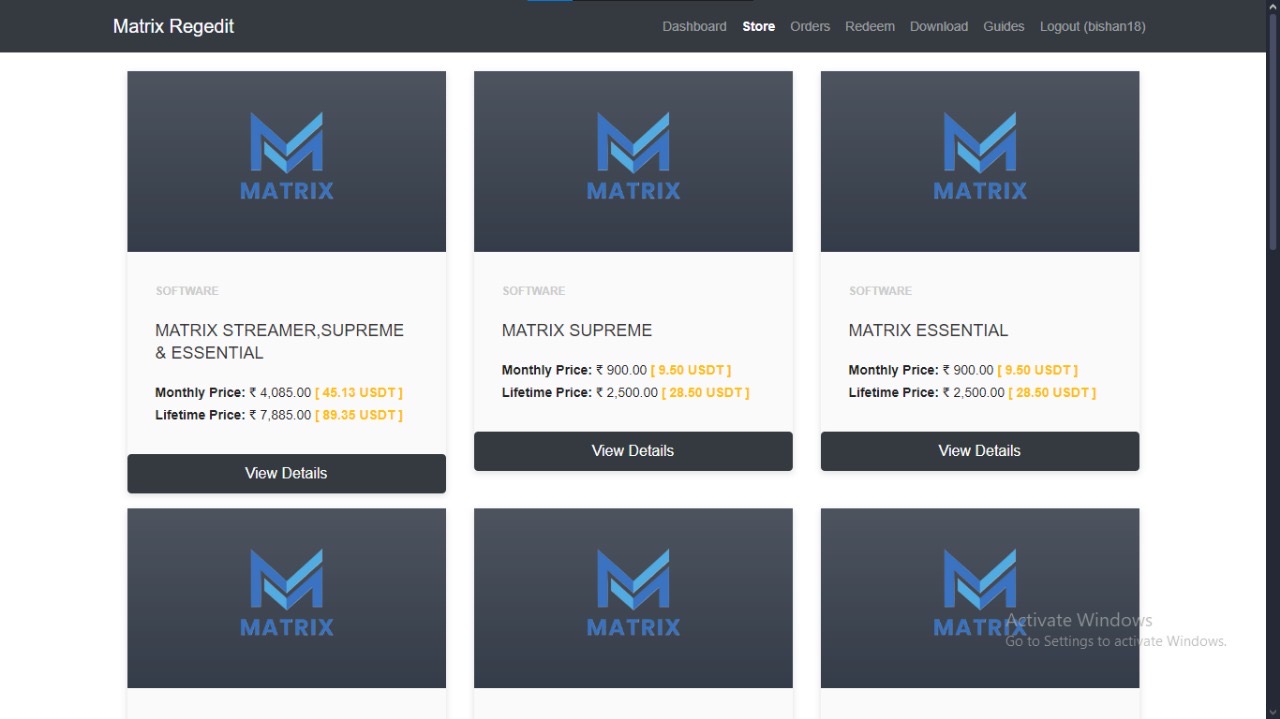 Matrix Regedit
Dashboard Store Orders Redeem Download Guides Logout (bishan18)
MATRIX
MATRIX
MATRIX
SOFTWARE
MATRIX STREAMER,SUPREME
& ESSENTIAL
Monthly Price: ₹ 4,085.00 [ 45.13 USDT ]
Lifetime Price: ₹ 7,885.00 [ 89.35 USDT ]
View Details
SOFTWARE
MATRIX SUPREME
Monthly Price: ₹ 900.00 [ 9.50 USDT ]
Lifetime Price: ₹ 2,500.00 [ 28.50 USDT ]
View Details
SOFTWARE
MATRIX ESSENTIAL
Monthly Price: ₹ 900.00 [ 9.50 USDT ]
Lifetime Price: ₹ 2,500.00 [ 28.50 USDT ]
View Details
MATRIX
MATRIX
MATRIX
Activate Windows
Go to Settings to activate Windows.